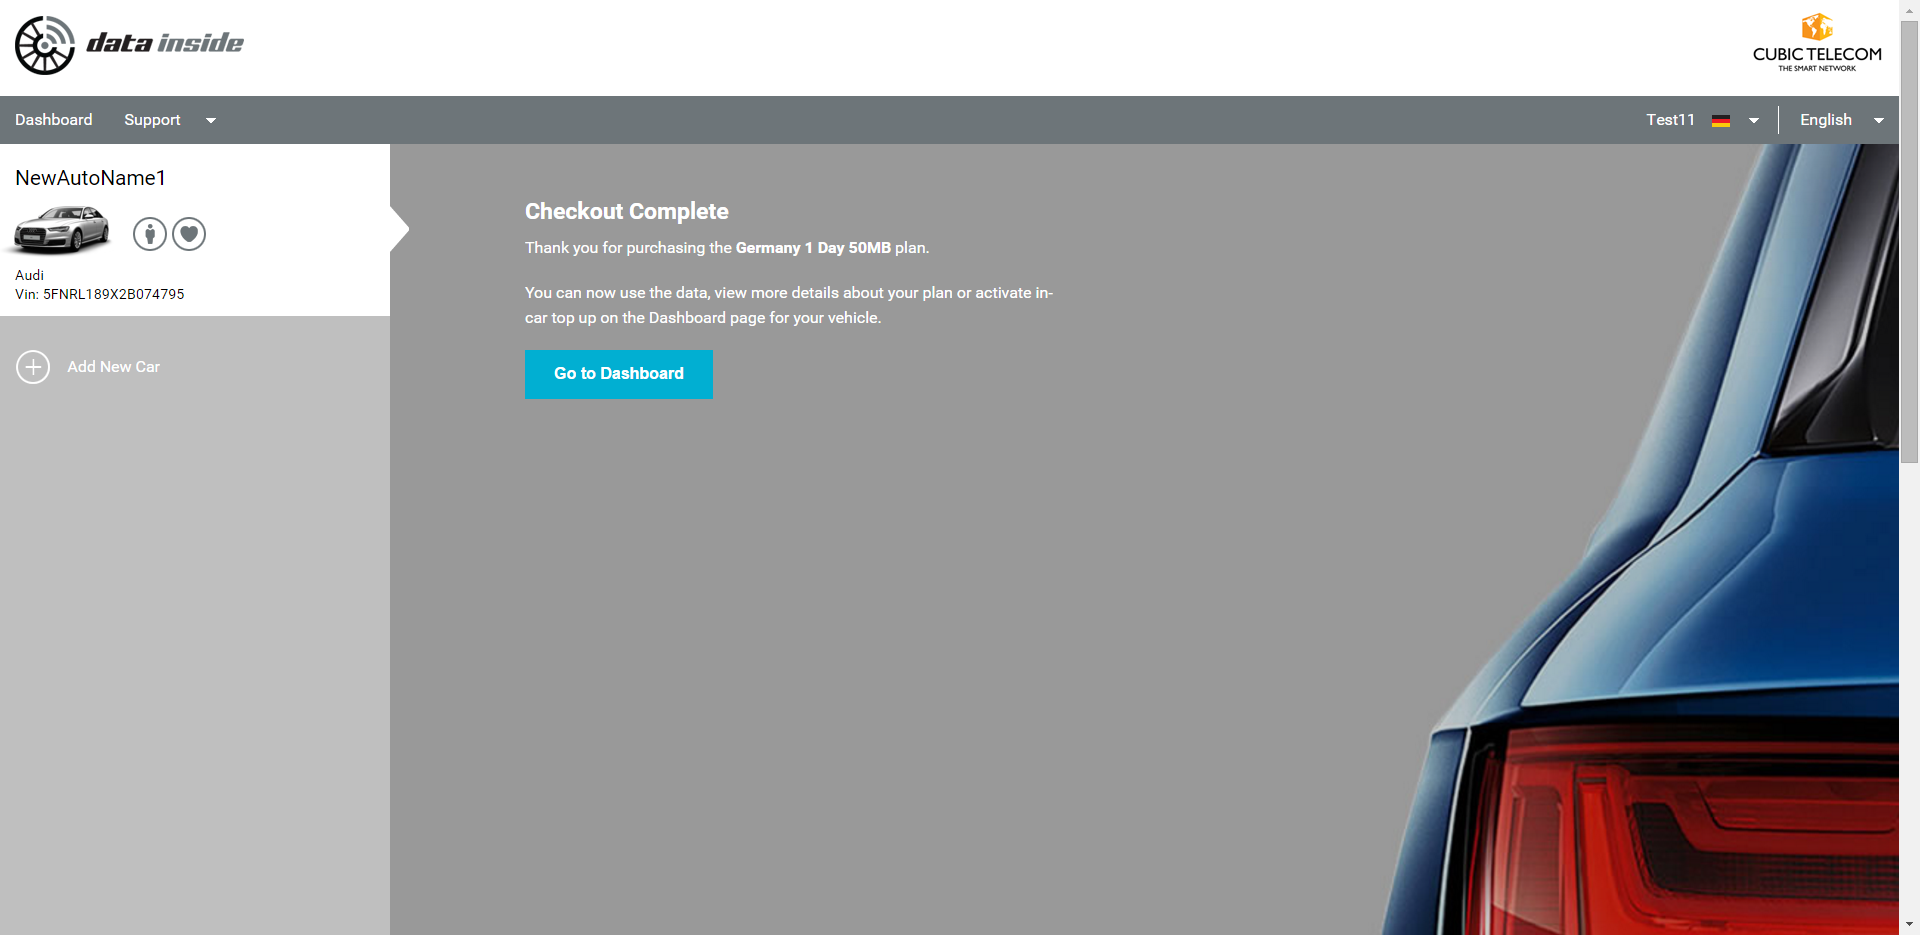 data inside
CUBIC TELECOM
THE SMART NETWORK
Dashboard Support Test11 English
NewAutoName1
Audi
Vin: 5FNRL189X2B074795
Add New Car
Checkout Complete
Thank you for purchasing the Germany 1 Day 50MB plan.
You can now use the data, view more details about your plan or activate in-
car top up on the Dashboard page for your vehicle.
Go to Dashboard